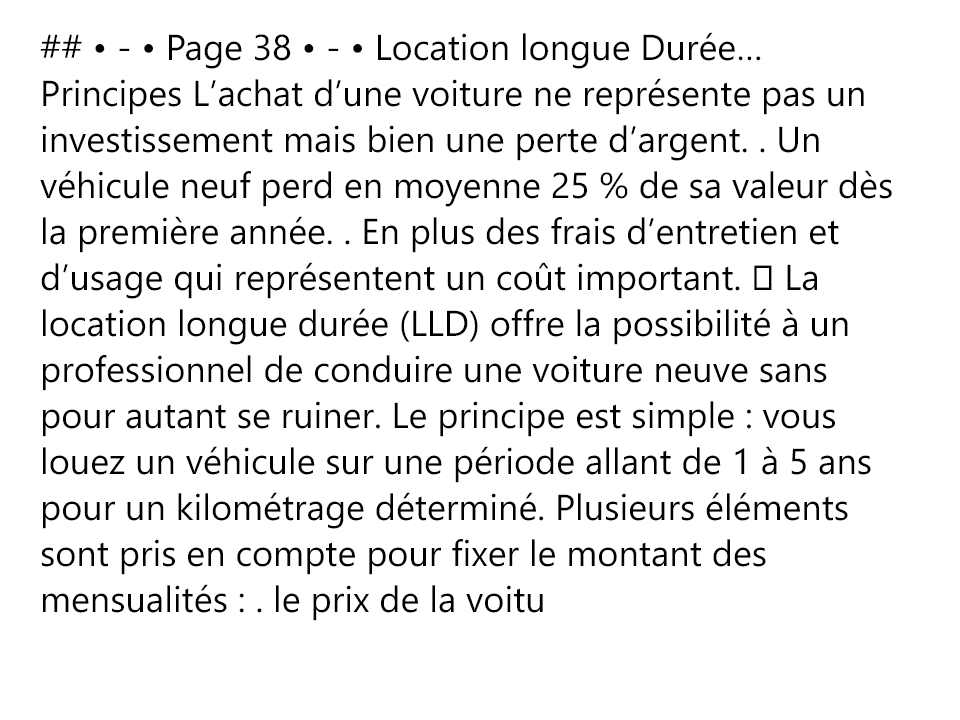 ## • - • Page 38 • - • Location longue Durée…
Principes L’achat d’une voiture ne représente pas un
investissement mais bien une perte d’argent. . Un
véhicule neuf perd en moyenne 25 % de sa valeur dès
la première année. . En plus des frais d’entretien et
d’usage qui représentent un coût important. 
 La
location longue durée (LLD) offre la possibilité à un
professionnel de conduire une voiture neuve sans
pour autant se ruiner. Le principe est simple : vous
louez un véhicule sur une période allant de 1 à 5 ans
pour un kilométrage déterminé. Plusieurs éléments
sont pris en compte pour fixer le montant des
mensualités : . le prix de la voitu